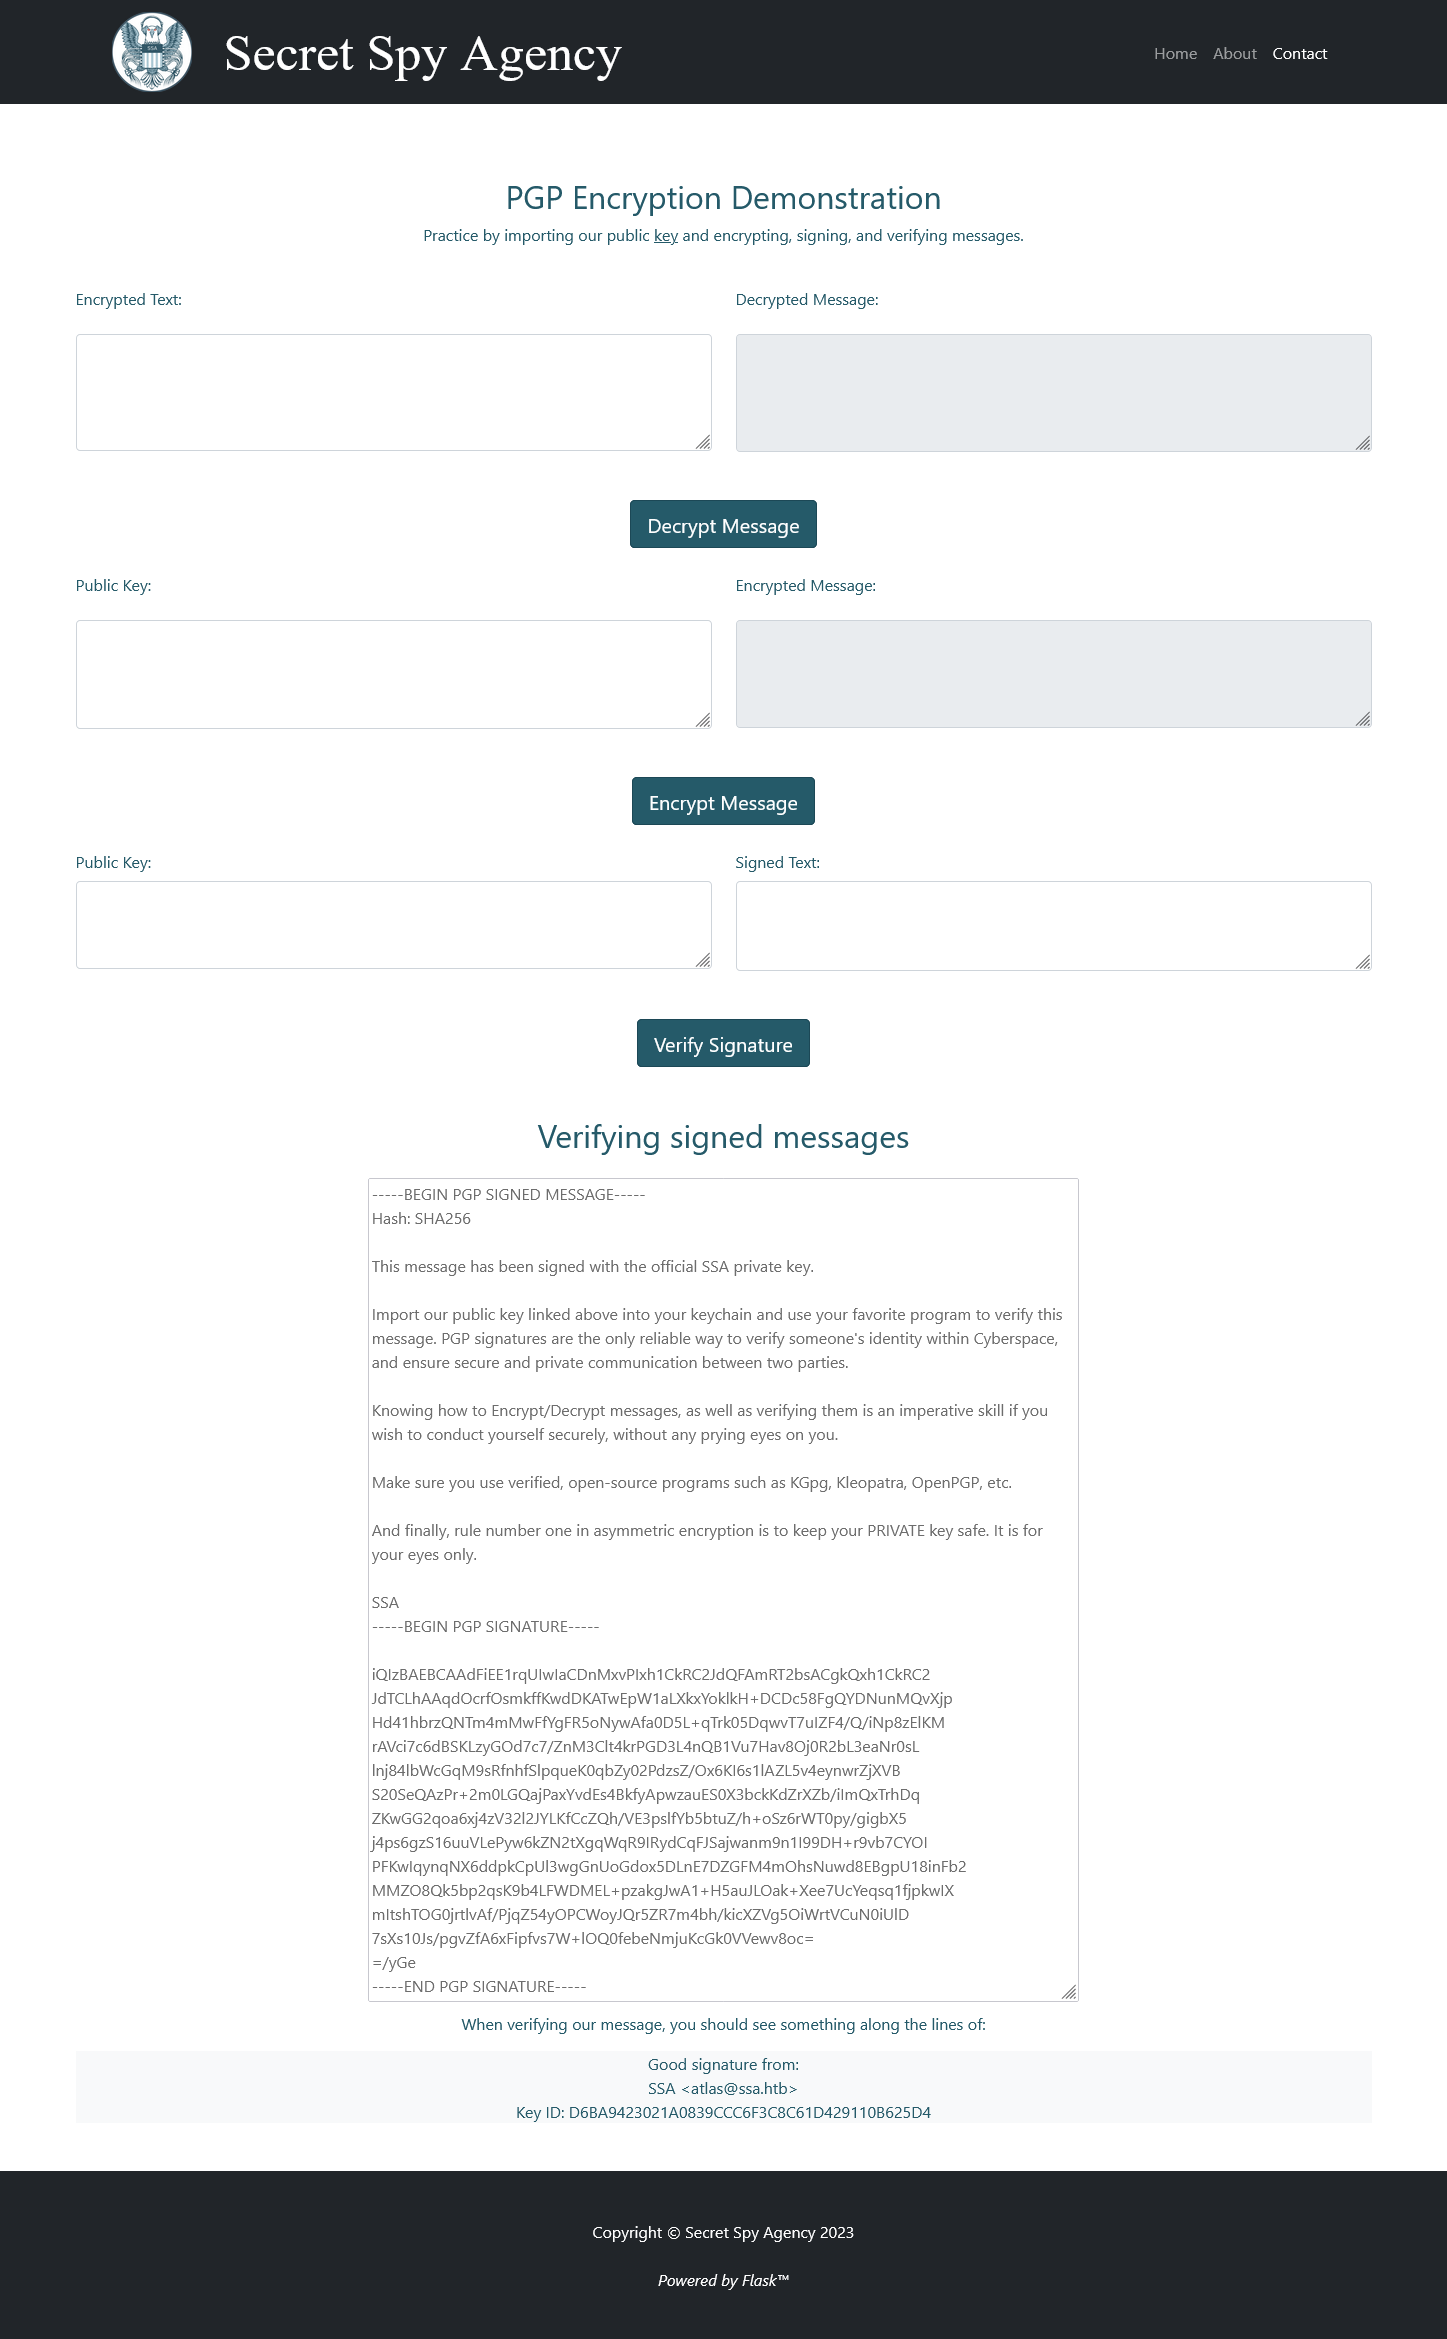 SSA
Secret Spy Agency
Home About Contact
PGP Encryption Demonstration
Practice by importing our public key and encrypting, signing, and verifying messages.
Encrypted Text:
Decrypted Message:
Decrypt Message
Public Key:
Encrypted Message:
Encrypt Message
Public Key:
Signed Text:
Verify Signature
Verifying signed messages
-----BEGIN PGP SIGNED MESSAGE-----
Hash: SHA256
This message has been signed with the official SSA private key.
Import our public key linked above into your keychain and use your favorite program to verify this
message. PGP signatures are the only reliable way to verify someone's identity within Cyberspace,
and ensure secure and private communication between two parties.
Knowing how to Encrypt/Decrypt messages, as well as verifying them is an imperative skill if you
wish to conduct yourself securely, without any prying eyes on you.
Make sure you use verified, open-source programs such as KGpg, Kleopatra, OpenPGP, etc.
And finally, rule number one in asymmetric encryption is to keep your PRIVATE key safe. It is for
your eyes only.
SSA
-----BEGIN PGP SIGNATURE-----
iQIzBAEBCAAdFiEE1rqUIwIaCDnMxvPIxh1CkRC2JdQFAmRT2bsACgkQxh1CkRC2
JdTCLhAAqdOcrfOsmkffKwdDKATwEpW1aLXkxYoklkH+DCDc58FgQYDNunMQvXjp
Hd41hbrzQNTm4mMwFfYgFR5oNywAfa0D5L+qTrk05DqwvT7uIZF4/Q/iNp8zElKM
rAVci7c6dBSKLzyGOd7c7/ZnM3Clt4krPGD3L4nQB1Vu7Hav8Oj0R2bL3eaNr0sL
lnj84lbWcGqM9sRfnhfSlpqueK0qbZy02PdzsZ/Ox6KI6s1lAZL5v4eynwrZjXVB
S20SeQAzPr+2m0LGQajPaxYvdEs4BkfyApwzauES0X3bckKdZrXZb/iImQxTrhDq
ZKwGG2qoa6xj4zV32l2JYLKfCcZQh/VE3pslfYb5btuZ/h+oSz6rWT0py/gigbX5
j4ps6gzS16uuVLePyw6kZN2tXgqWqR9IRydCqFJSajwanm9n1I99DH+r9vb7CYOI
PFKwIqynqNX6ddpkCpUl3wgGnUoGdox5DLnE7DZGFM4mOhsNuwd8EBgpU18inFb2
MMZO8Qk5bp2qsK9b4LFWDMEL+pzakgJwA1+H5auJLOak+Xee7UcYeqsq1fjpkwIX
mItshTOG0jrtlvAf/PjqZ54yOPCWoyJQr5ZR7m4bh/kicXZVg5OiWrtVCuN0iUlD
7sXs10Js/pgvZfA6xFipfvs7W+lOQ0febeNmjuKcGk0VVewv8oc=
=/yGe
-----END PGP SIGNATURE-----
When verifying our message, you should see something along the lines of:
Good signature from:
SSA <atlas@ssa.htb>
Key ID: D6BA9423021A0839CCC6F3C8C61D429110B625D4
Copyright © Secret Spy Agency 2023
Powered by Flask™